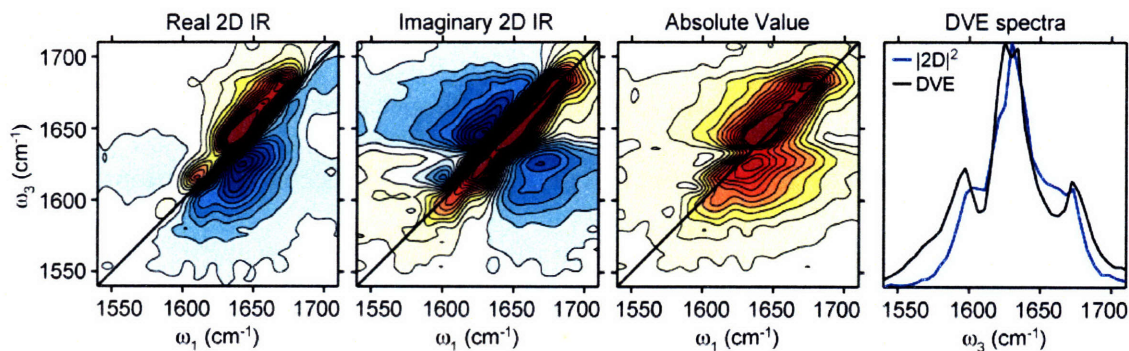 Real 2D IR
Imaginary 2D IR
Absolute Value
DVE spectra
ω₃ (cm⁻¹)
1700
1650
1600
1550
1550 1600 1650 1700
ω₁ (cm⁻¹)
1550 1600 1650 1700
ω₁ (cm⁻¹)
1550 1600 1650 1700
ω₁ (cm⁻¹)
|2D|²
DVE
1550 1600 1650 1700
ω₃ (cm⁻¹)